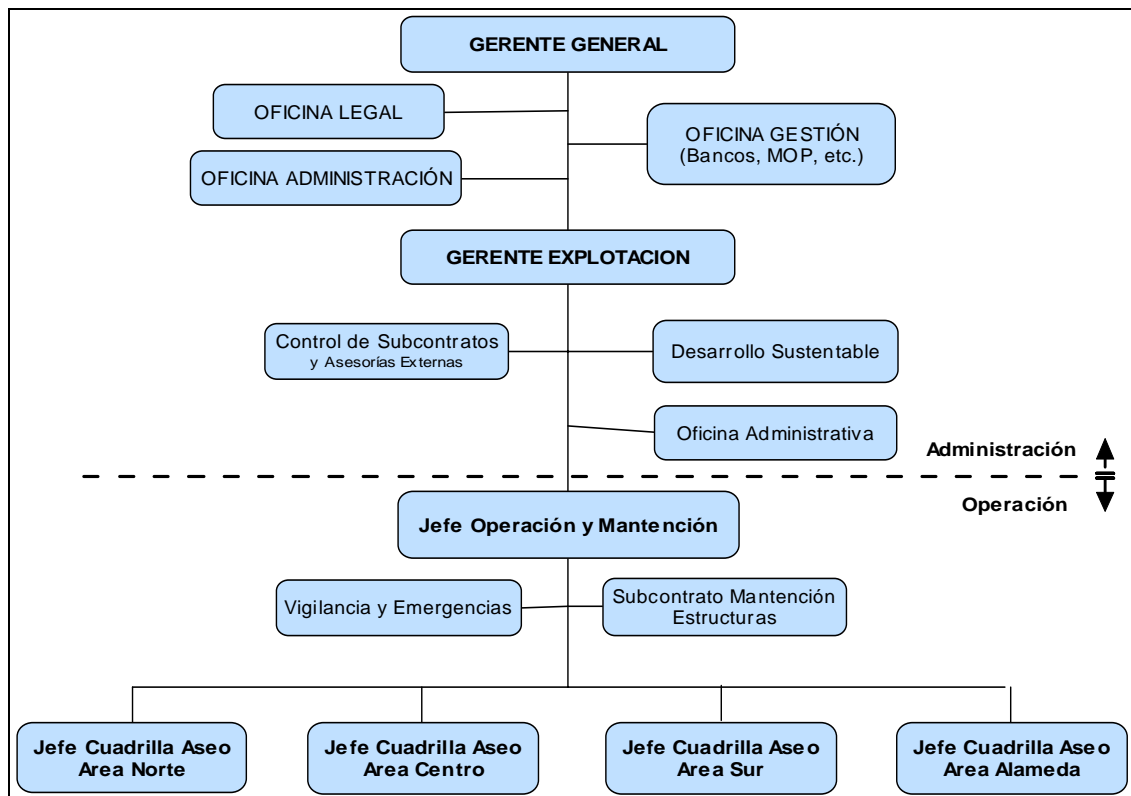 GERENTE GENERAL
OFICINA LEGAL
OFICINA GESTIÓN
(Bancos, MOP, etc.)
OFICINA ADMINISTRACIÓN
GERENTE EXPLOTACION
Control de Subcontratos
y Asesorías Externas
Desarrollo Sustentable
Oficina Administrativa
Administración
Operación
Jefe Operación y Mantención
Vigilancia y Emergencias
Subcontrato Mantención
Estructuras
Jefe Cuadrilla Aseo
Area Norte
Jefe Cuadrilla Aseo
Area Centro
Jefe Cuadrilla Aseo
Area Sur
Jefe Cuadrilla Aseo
Area Alameda